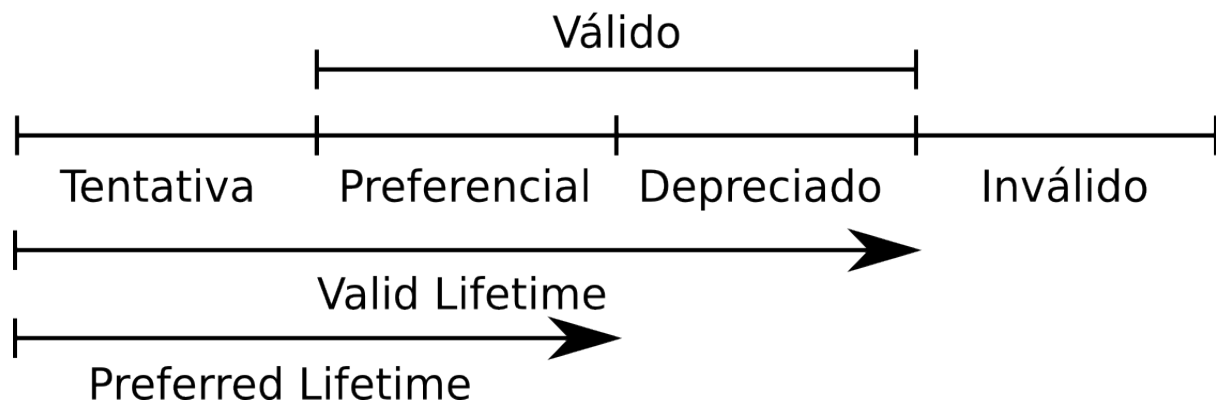 Válido
Tentativa Preferencial Depreciado Inválido
Valid Lifetime
Preferred Lifetime